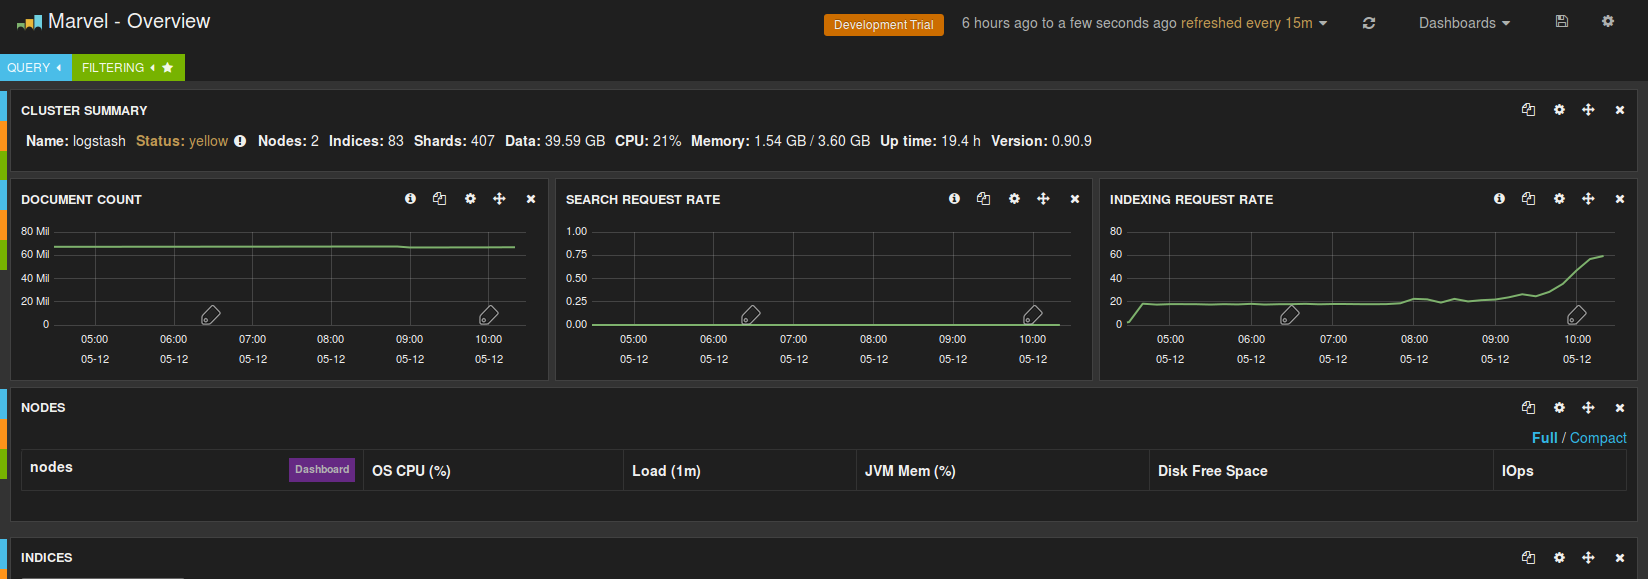 Marvel - Overview
Development Trial 6 hours ago to a few seconds ago refreshed every 15m Dashboards
QUERY FILTERING
CLUSTER SUMMARY
Name: logstash Status: yellow Nodes: 2 Indices: 83 Shards: 407 Data: 39.59 GB CPU: 21% Memory: 1.54 GB / 3.60 GB Up time: 19.4 h Version: 0.90.9
DOCUMENT COUNT
80 Mil
60 Mil
40 Mil
20 Mil
0
05:00 06:00 07:00 08:00 09:00 10:00
05-12 05-12 05-12 05-12 05-12 05-12
SEARCH REQUEST RATE
1.00
0.75
0.50
0.25
0.00
05:00 06:00 07:00 08:00 09:00 10:00
05-12 05-12 05-12 05-12 05-12 05-12
INDEXING REQUEST RATE
80
60
40
20
0
05:00 06:00 07:00 08:00 09:00 10:00
05-12 05-12 05-12 05-12 05-12 05-12
NODES
Full / Compact
nodes Dashboard OS CPU (%) Load (1m) JVM Mem (%) Disk Free Space IOps
INDICES